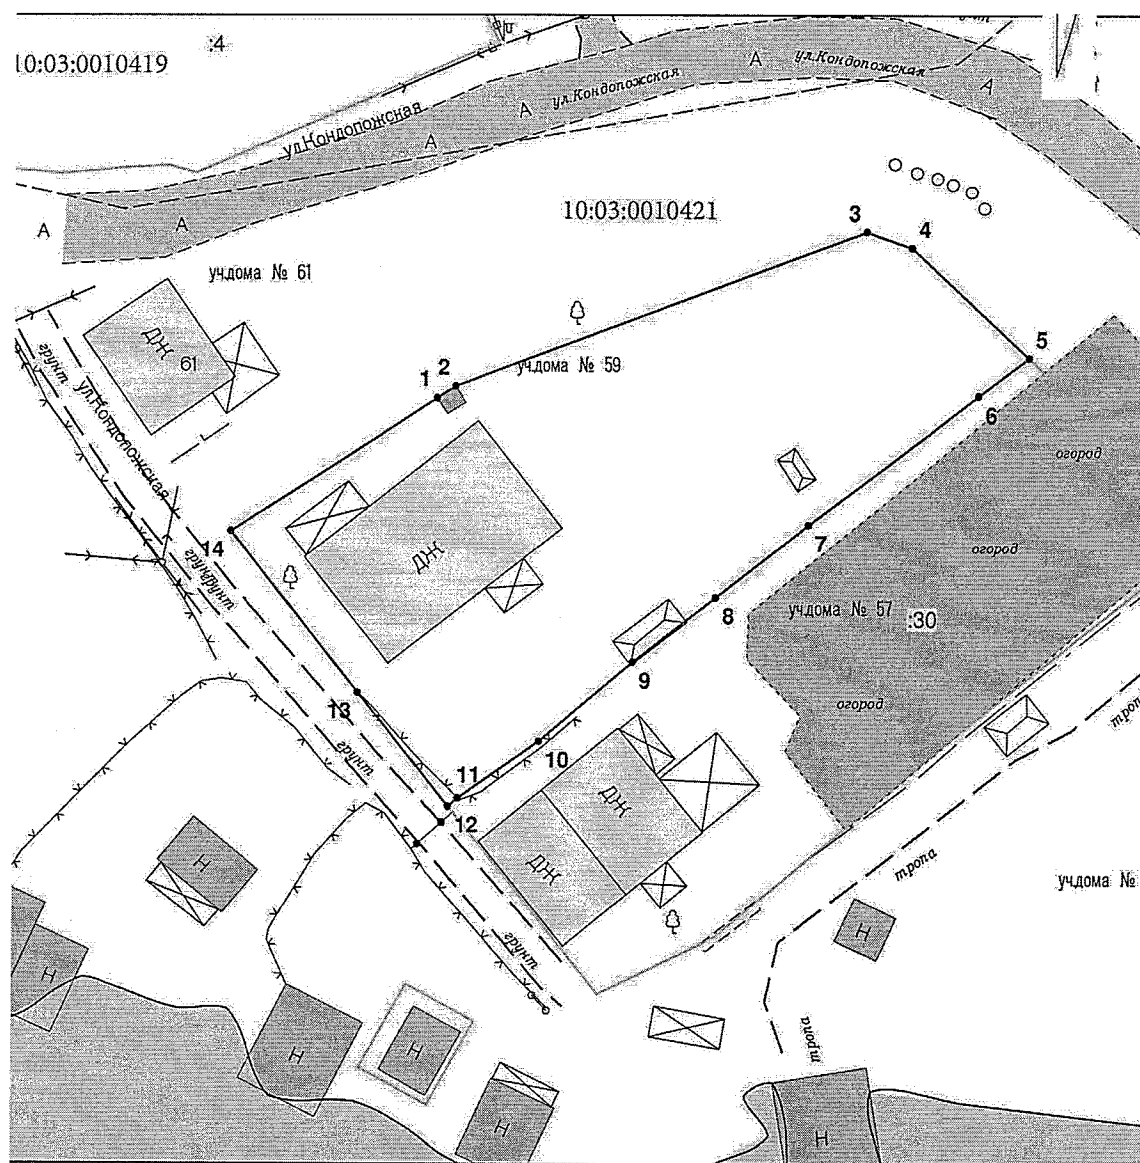 :4
10:03:0010419
ул.Кондопожская
ул.Кондопожская
ул.Кондопожская
А
А
А
А
А
А
10:03:0010421
3
4
уч.дома № 61
5
ДЖ
61
грунт
1
2
уч.дома № 59
6
ул.Кондопожская
огород
14
7
огород
ДЖ
грунт
грунт
8
уч.дома № 57
:30
9
13
огород
10
тропа
грунт
11
12
ДЖ
ДЖ
Н
тропа
уч.дома №
Н
грунт
Н
Н
Н
тропа
Н
Н